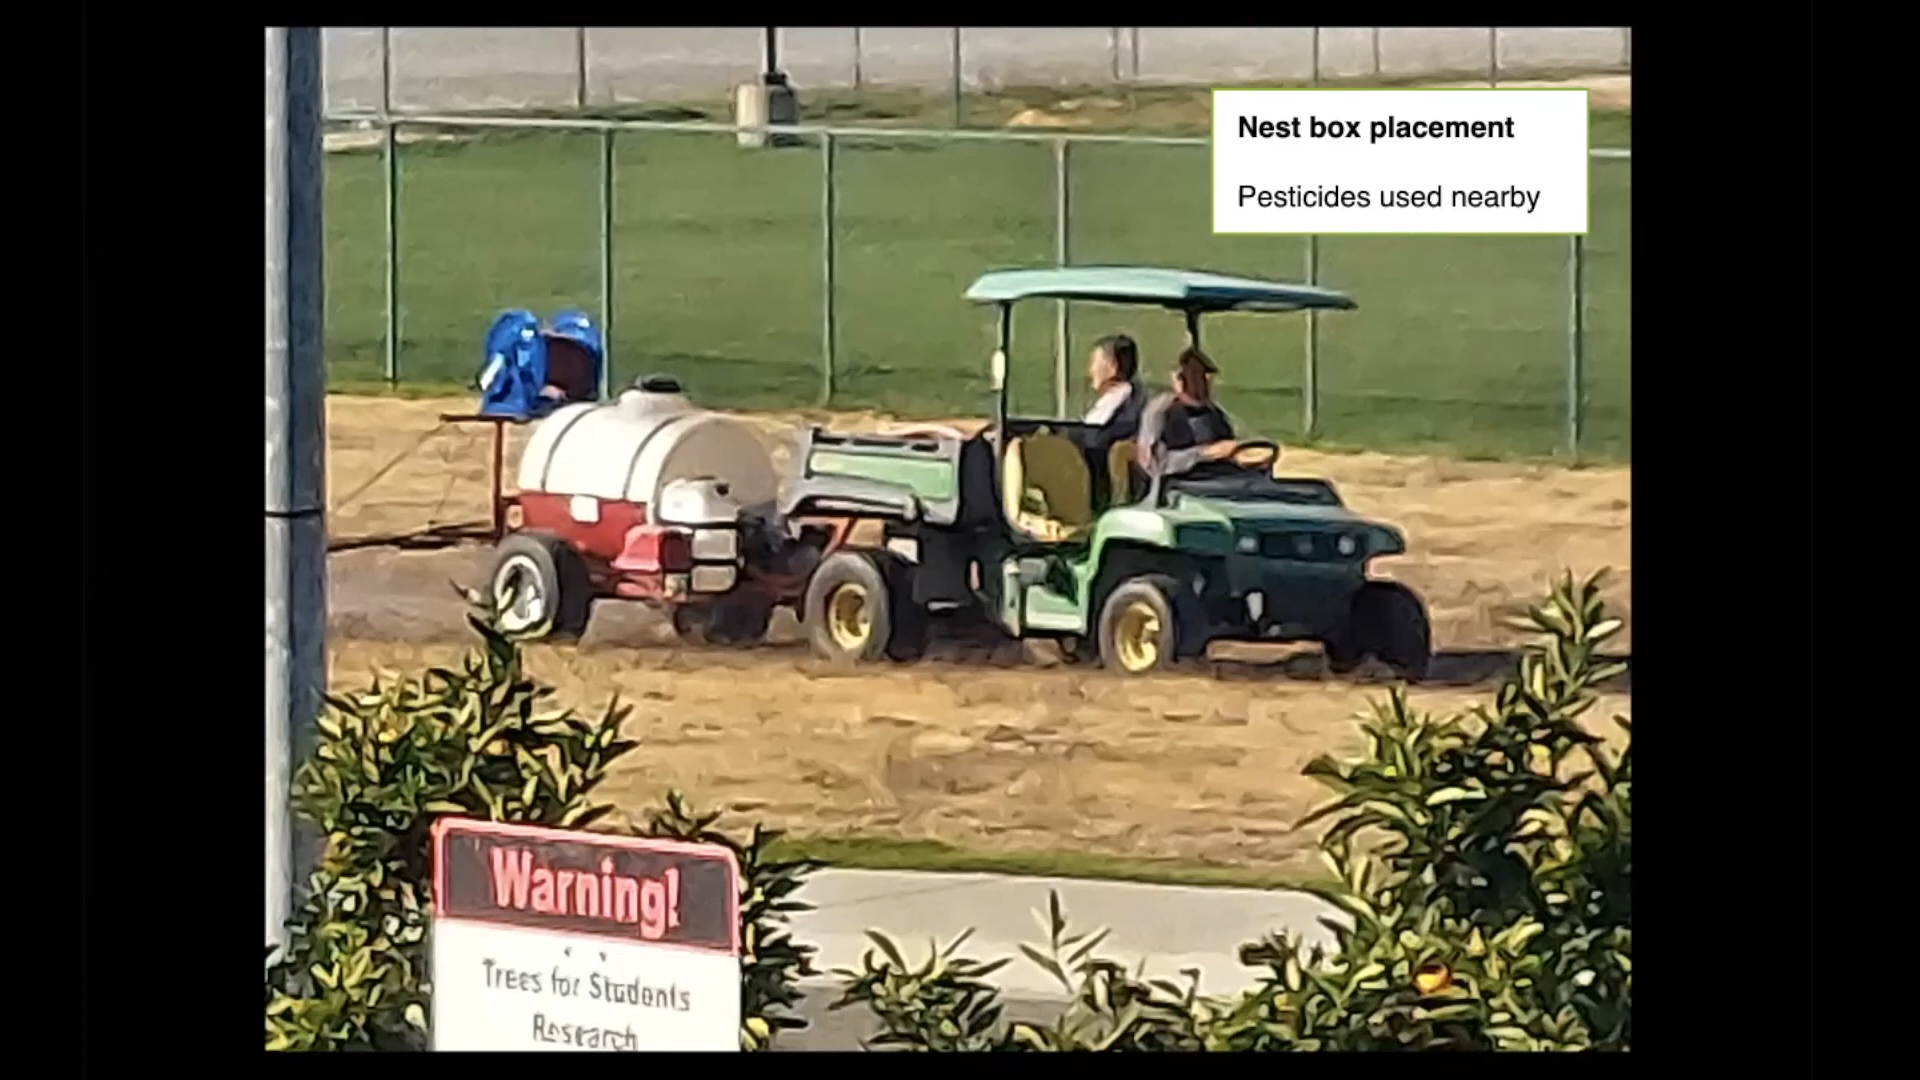 Nest box placement
Pesticides used nearby
Warning!
Trees for Students
Research